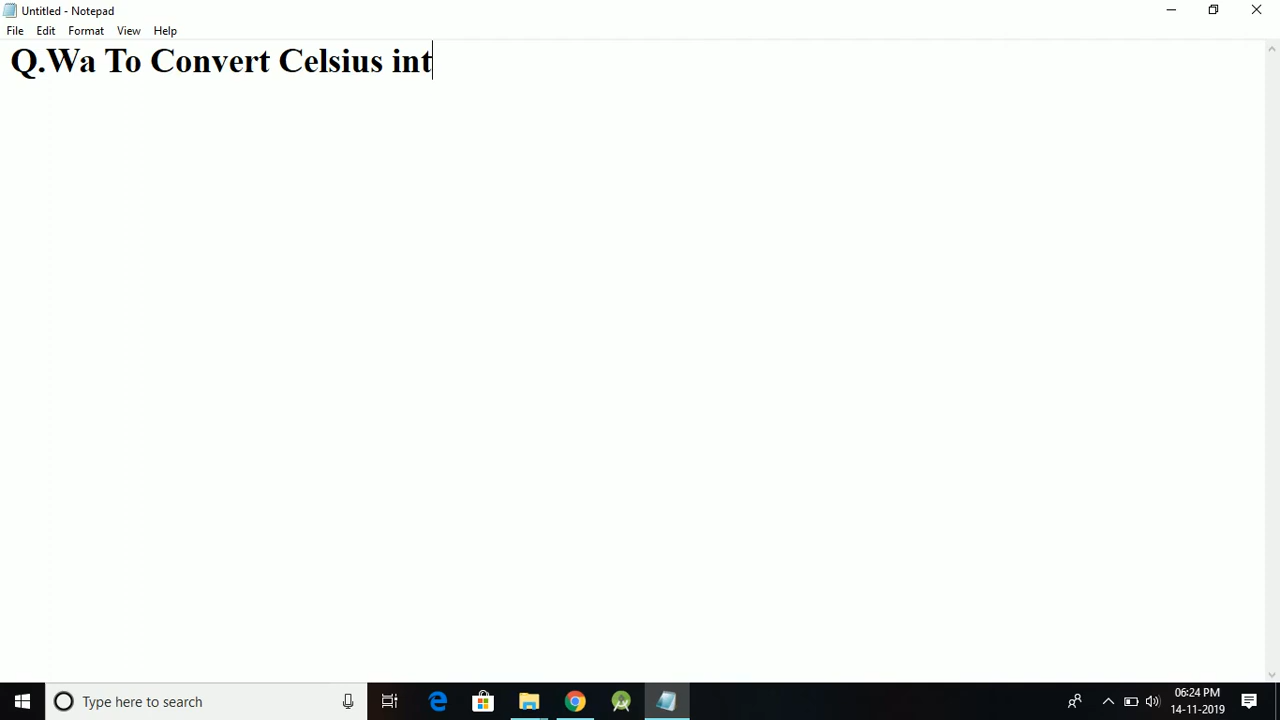 Untitled - Notepad
File Edit Format View Help
Q.Wa To Convert Celsius int
Type here to search
06:24 PM
14-11-2019